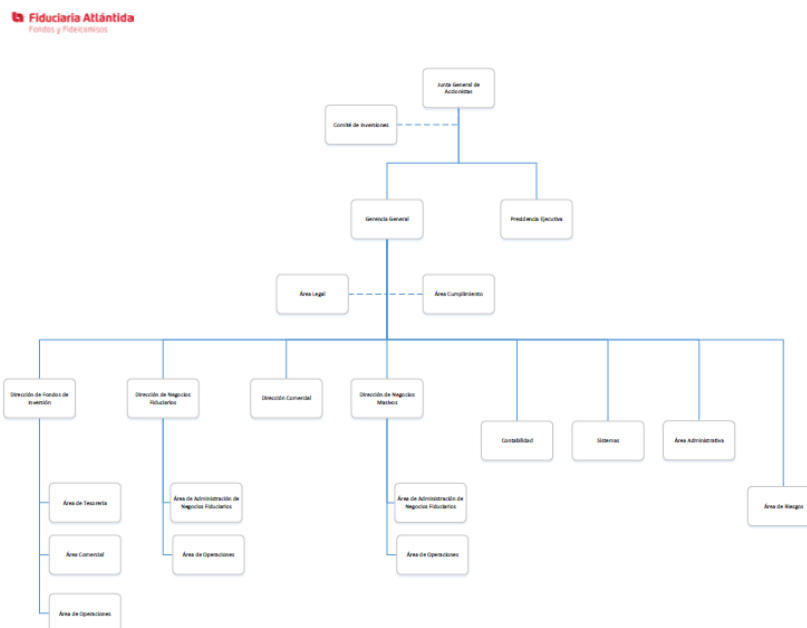 Fiduciaria Atlántida
Fondos y Fideicomisos
Junta General de
Accionistas
Comité de Inversiones
Gerencia General
Presidencia Ejecutiva
Área Legal
Área Cumplimiento
Dirección de Fondos de
Inversión
Dirección de Negocios
Fiduciarios
Dirección Comercial
Dirección de Negocios
Masivos
Contabilidad
Sistemas
Área Administrativa
Área de Tesorería
Área de Administración de
Negocios Fiduciarios
Área de Administración de
Negocios Fiduciarios
Área de Riesgos
Área Comercial
Área de Operaciones
Área de Operaciones
Área de Operaciones